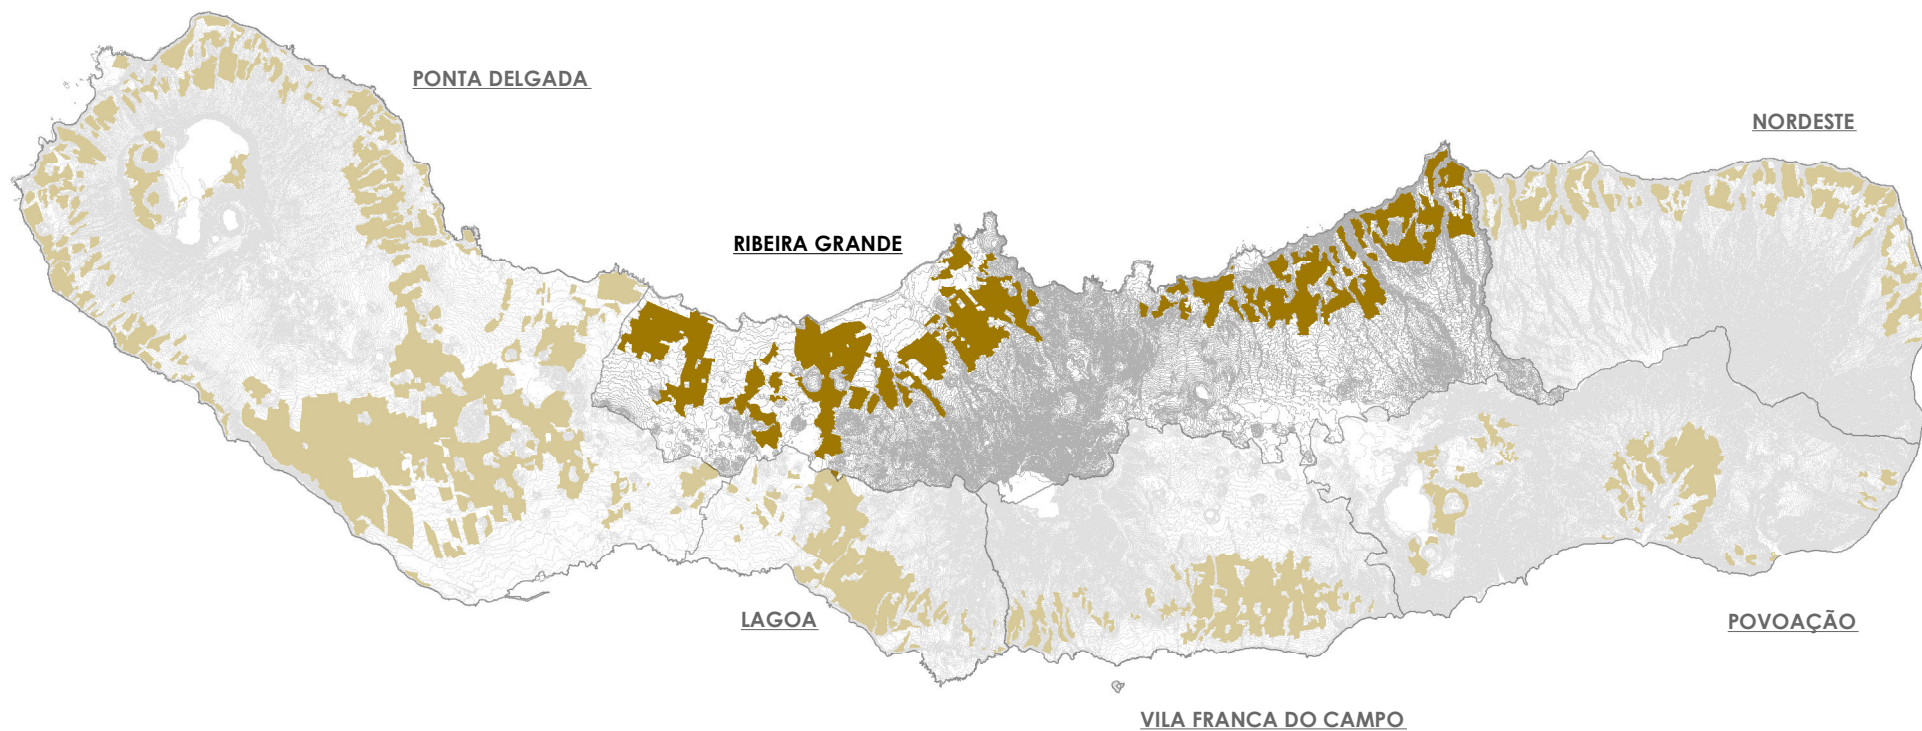 PONTA DELGADA
NORDESTE
RIBEIRA GRANDE
LAGOA
POVOAÇÃO
VILA FRANCA DO CAMPO